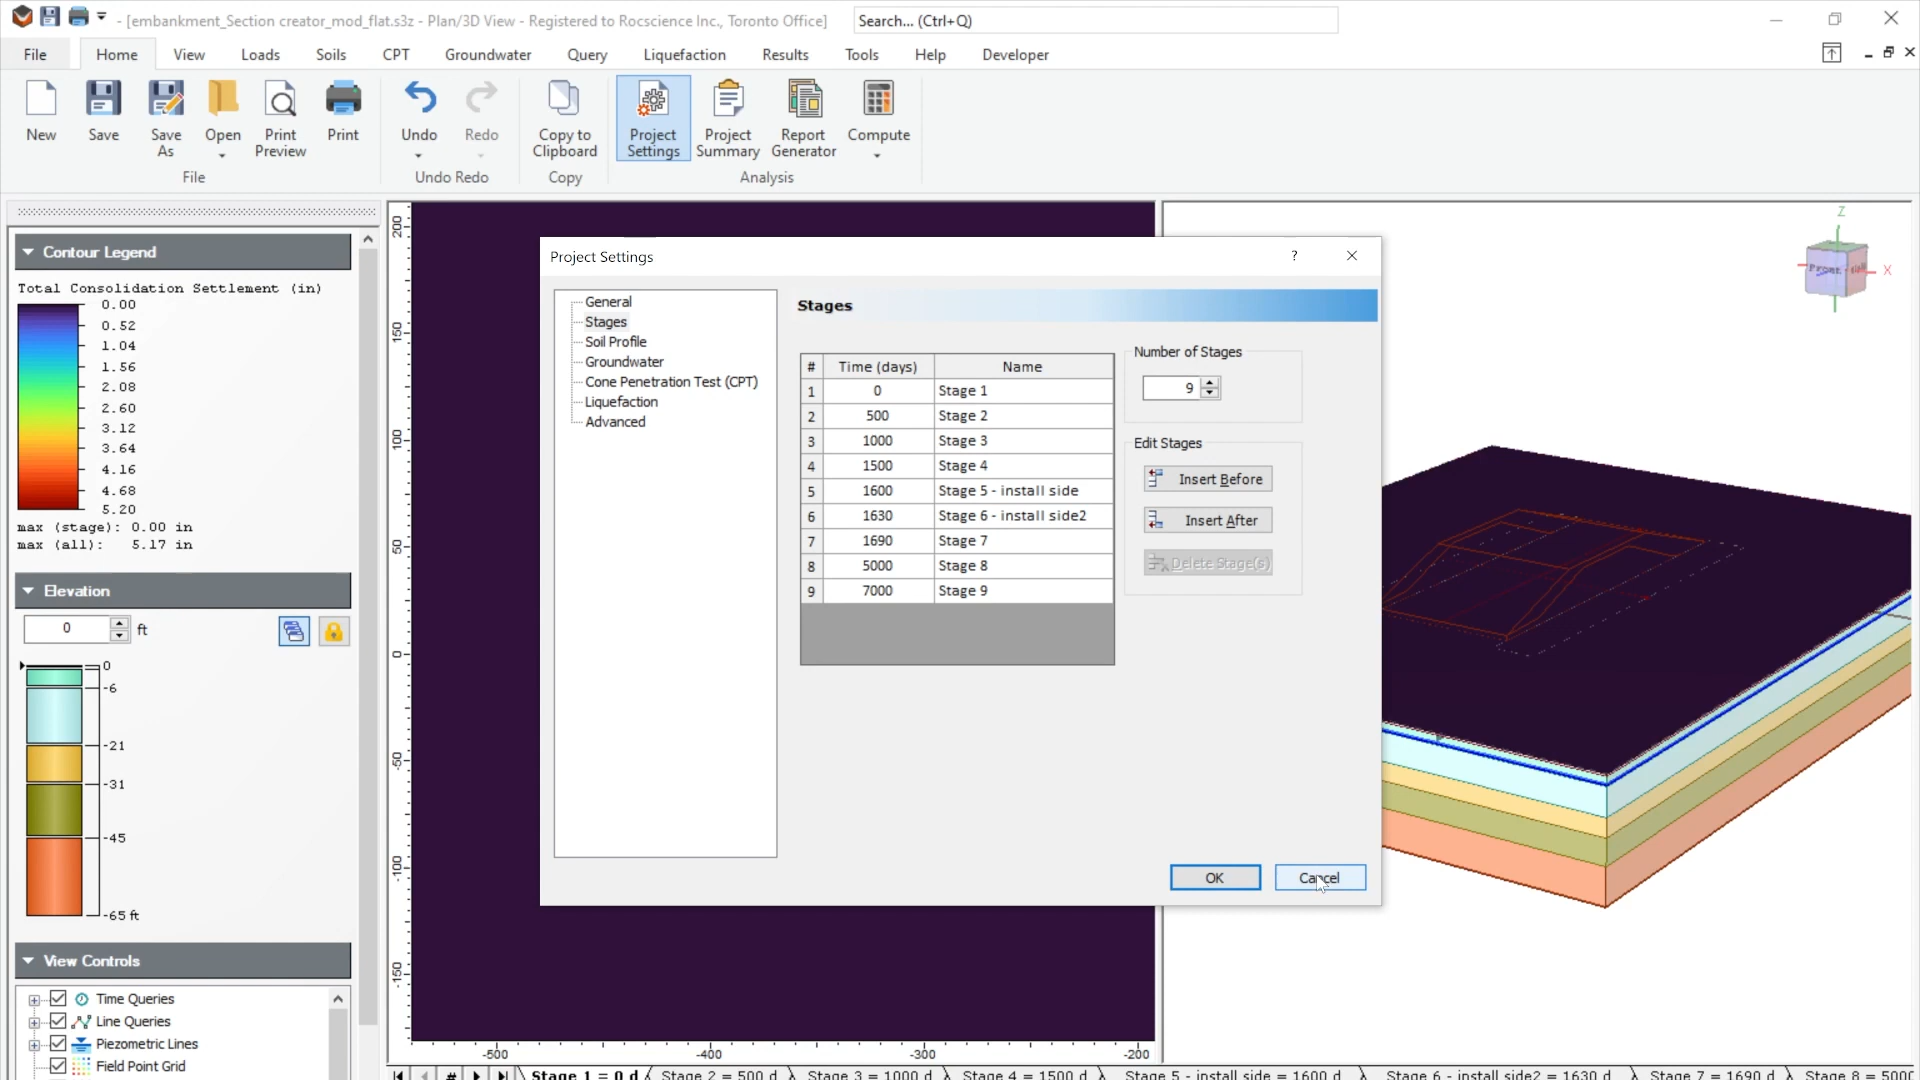 - [embankment_Section creator_mod_flat.s3z - Plan/3D View - Registered to Rocscience Inc., Toronto Office]
Search... (Ctrl+Q)
File Home View Loads Soils CPT Groundwater Query Liquefaction Results Tools Help Developer
New Save Save As Open Print Preview Print Undo Redo Copy to Clipboard Project Settings Project Summary Report Generator Compute
File Undo Redo Copy Analysis
Contour Legend
Total Consolidation Settlement (in)
0.00
0.52
1.04
1.56
2.08
2.60
3.12
3.64
4.16
4.68
5.20
max (stage): 0.00 in
max (all): 5.17 in
Elevation
0 ft
0
-6
-21
-31
-45
-65 ft
View Controls
Time Queries
Line Queries
Piezometric Lines
Field Point Grid
200
150
100
50
0
-50
-100
-150
-500 -400 -300 -200
Project Settings ?
General
Stages
Soil Profile
Groundwater
Cone Penetration Test (CPT)
Liquefaction
Advanced
Stages
# Time (days) Name
1 0 Stage 1
2 500 Stage 2
3 1000 Stage 3
4 1500 Stage 4
5 1600 Stage 5 - install side
6 1630 Stage 6 - install side2
7 1690 Stage 7
8 5000 Stage 8
9 7000 Stage 9
Number of Stages
9
Edit Stages
Insert Before
Insert After
Delete Stage(s)
OK Cancel
Z
X
Front
# Stage 1 = 0 d Stage 2 = 500 d Stage 3 = 1000 d Stage 4 = 1500 d Stage 5 - install side = 1600 d Stage 6 - install side2 = 1630 d Stage 7 = 1690 d Stage 8 = 5000